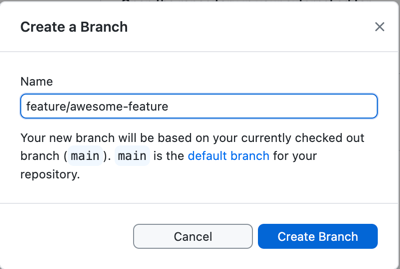 Create a Branch
Name
feature/awesome-feature
Your new branch will be based on your currently checked out
branch (main). main is the default branch for your
repository.
Cancel
Create Branch